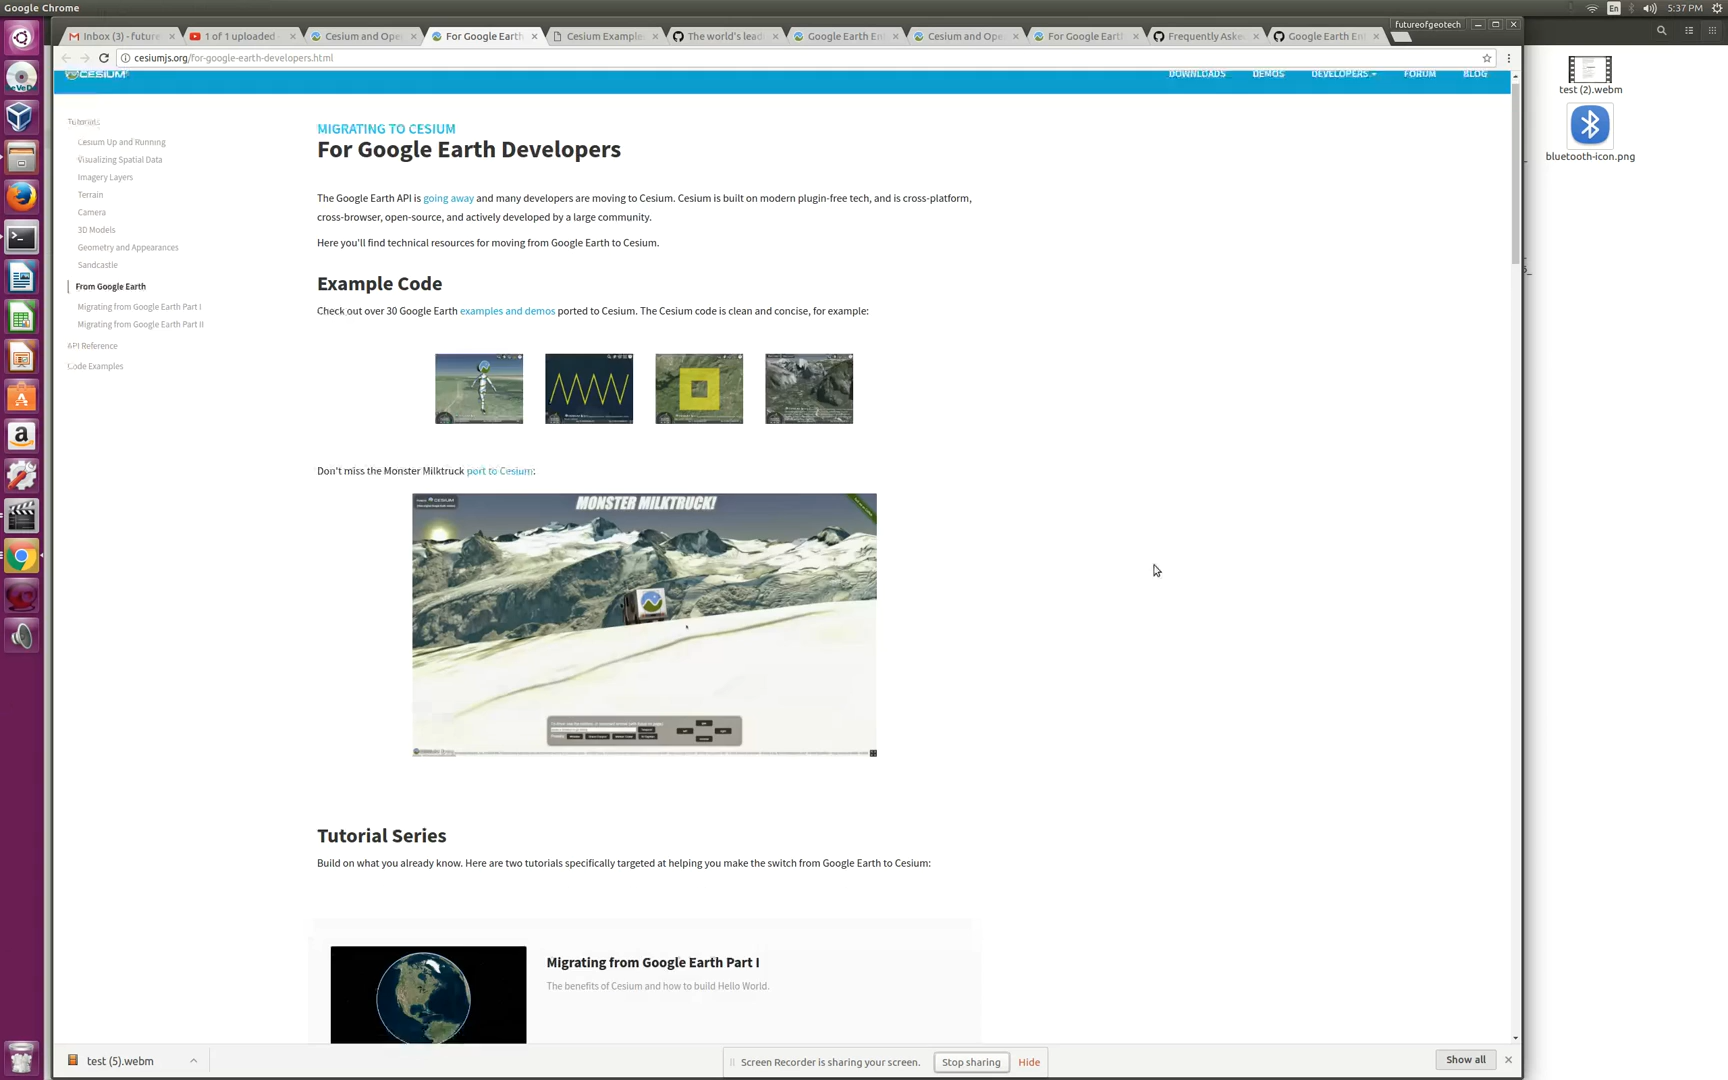 Google Chrome
En
5:37 PM
futureofgeotech
Inbox (3) - future
1 of 1 uploaded
Cesium and Ope
For Google Earth
Cesium Example
The world's lead
Google Earth En
Cesium and Ope
For Google Eart
Frequently Aske
Google Earth En
cesiumjs.org/for-google-earth-developers.html
CESIUM
DOWNLOADS
DEMOS
DEVELOPERS
FORUM
BLOG
test (2).webm
bluetooth-icon.png
Tutorials
Cesium Up and Running
Visualizing Spatial Data
Imagery Layers
Terrain
Camera
3D Models
Geometry and Appearances
Sandcastle
From Google Earth
Migrating from Google Earth Part I
Migrating from Google Earth Part II
API Reference
Code Examples
MIGRATING TO CESIUM
For Google Earth Developers
The Google Earth API is going away and many developers are moving to Cesium. Cesium is built on modern plugin-free tech, and is cross-platform,
cross-browser, open-source, and actively developed by a large community.
Here you'll find technical resources for moving from Google Earth to Cesium.
Example Code
Check out over 30 Google Earth examples and demos ported to Cesium. The Cesium code is clean and concise, for example:
Don't miss the Monster Milktruck port to Cesium:
MONSTER MILKTRUCK!
Tutorial Series
Build on what you already know. Here are two tutorials specifically targeted at helping you make the switch from Google Earth to Cesium:
Migrating from Google Earth Part I
The benefits of Cesium and how to build Hello World.
test (5).webm
Screen Recorder is sharing your screen.
Stop sharing
Hide
Show all